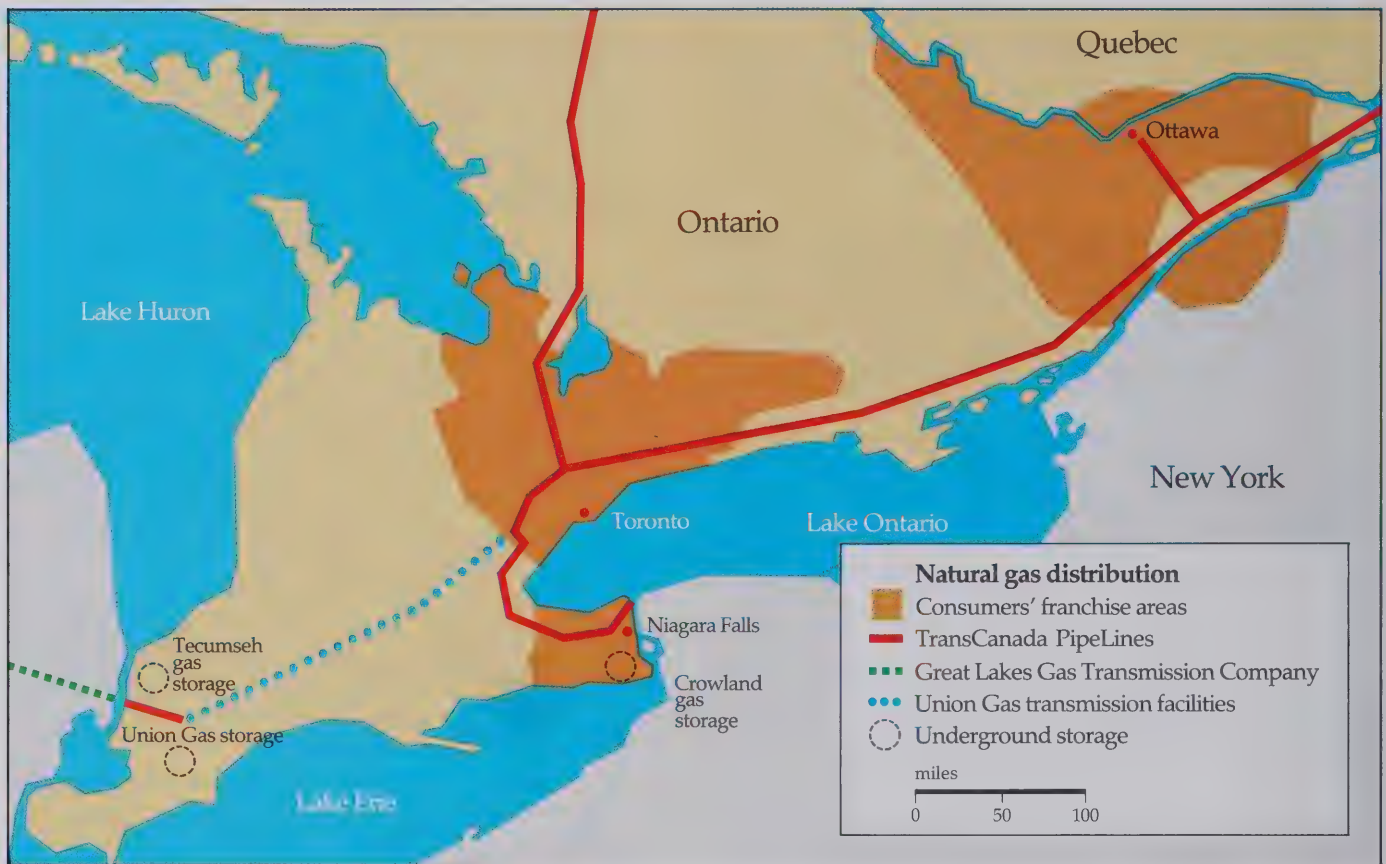 Quebec
Ottawa
Ontario
Lake Huron
New York
Toronto
Lake Ontario
Niagara Falls
Tecumseh
gas
storage
Crowland
gas
storage
Union Gas storage
Lake Erie
Natural gas distribution
Consumers' franchise areas
TransCanada PipeLines
Great Lakes Gas Transmission Company
Union Gas transmission facilities
Underground storage
miles
0 50 100